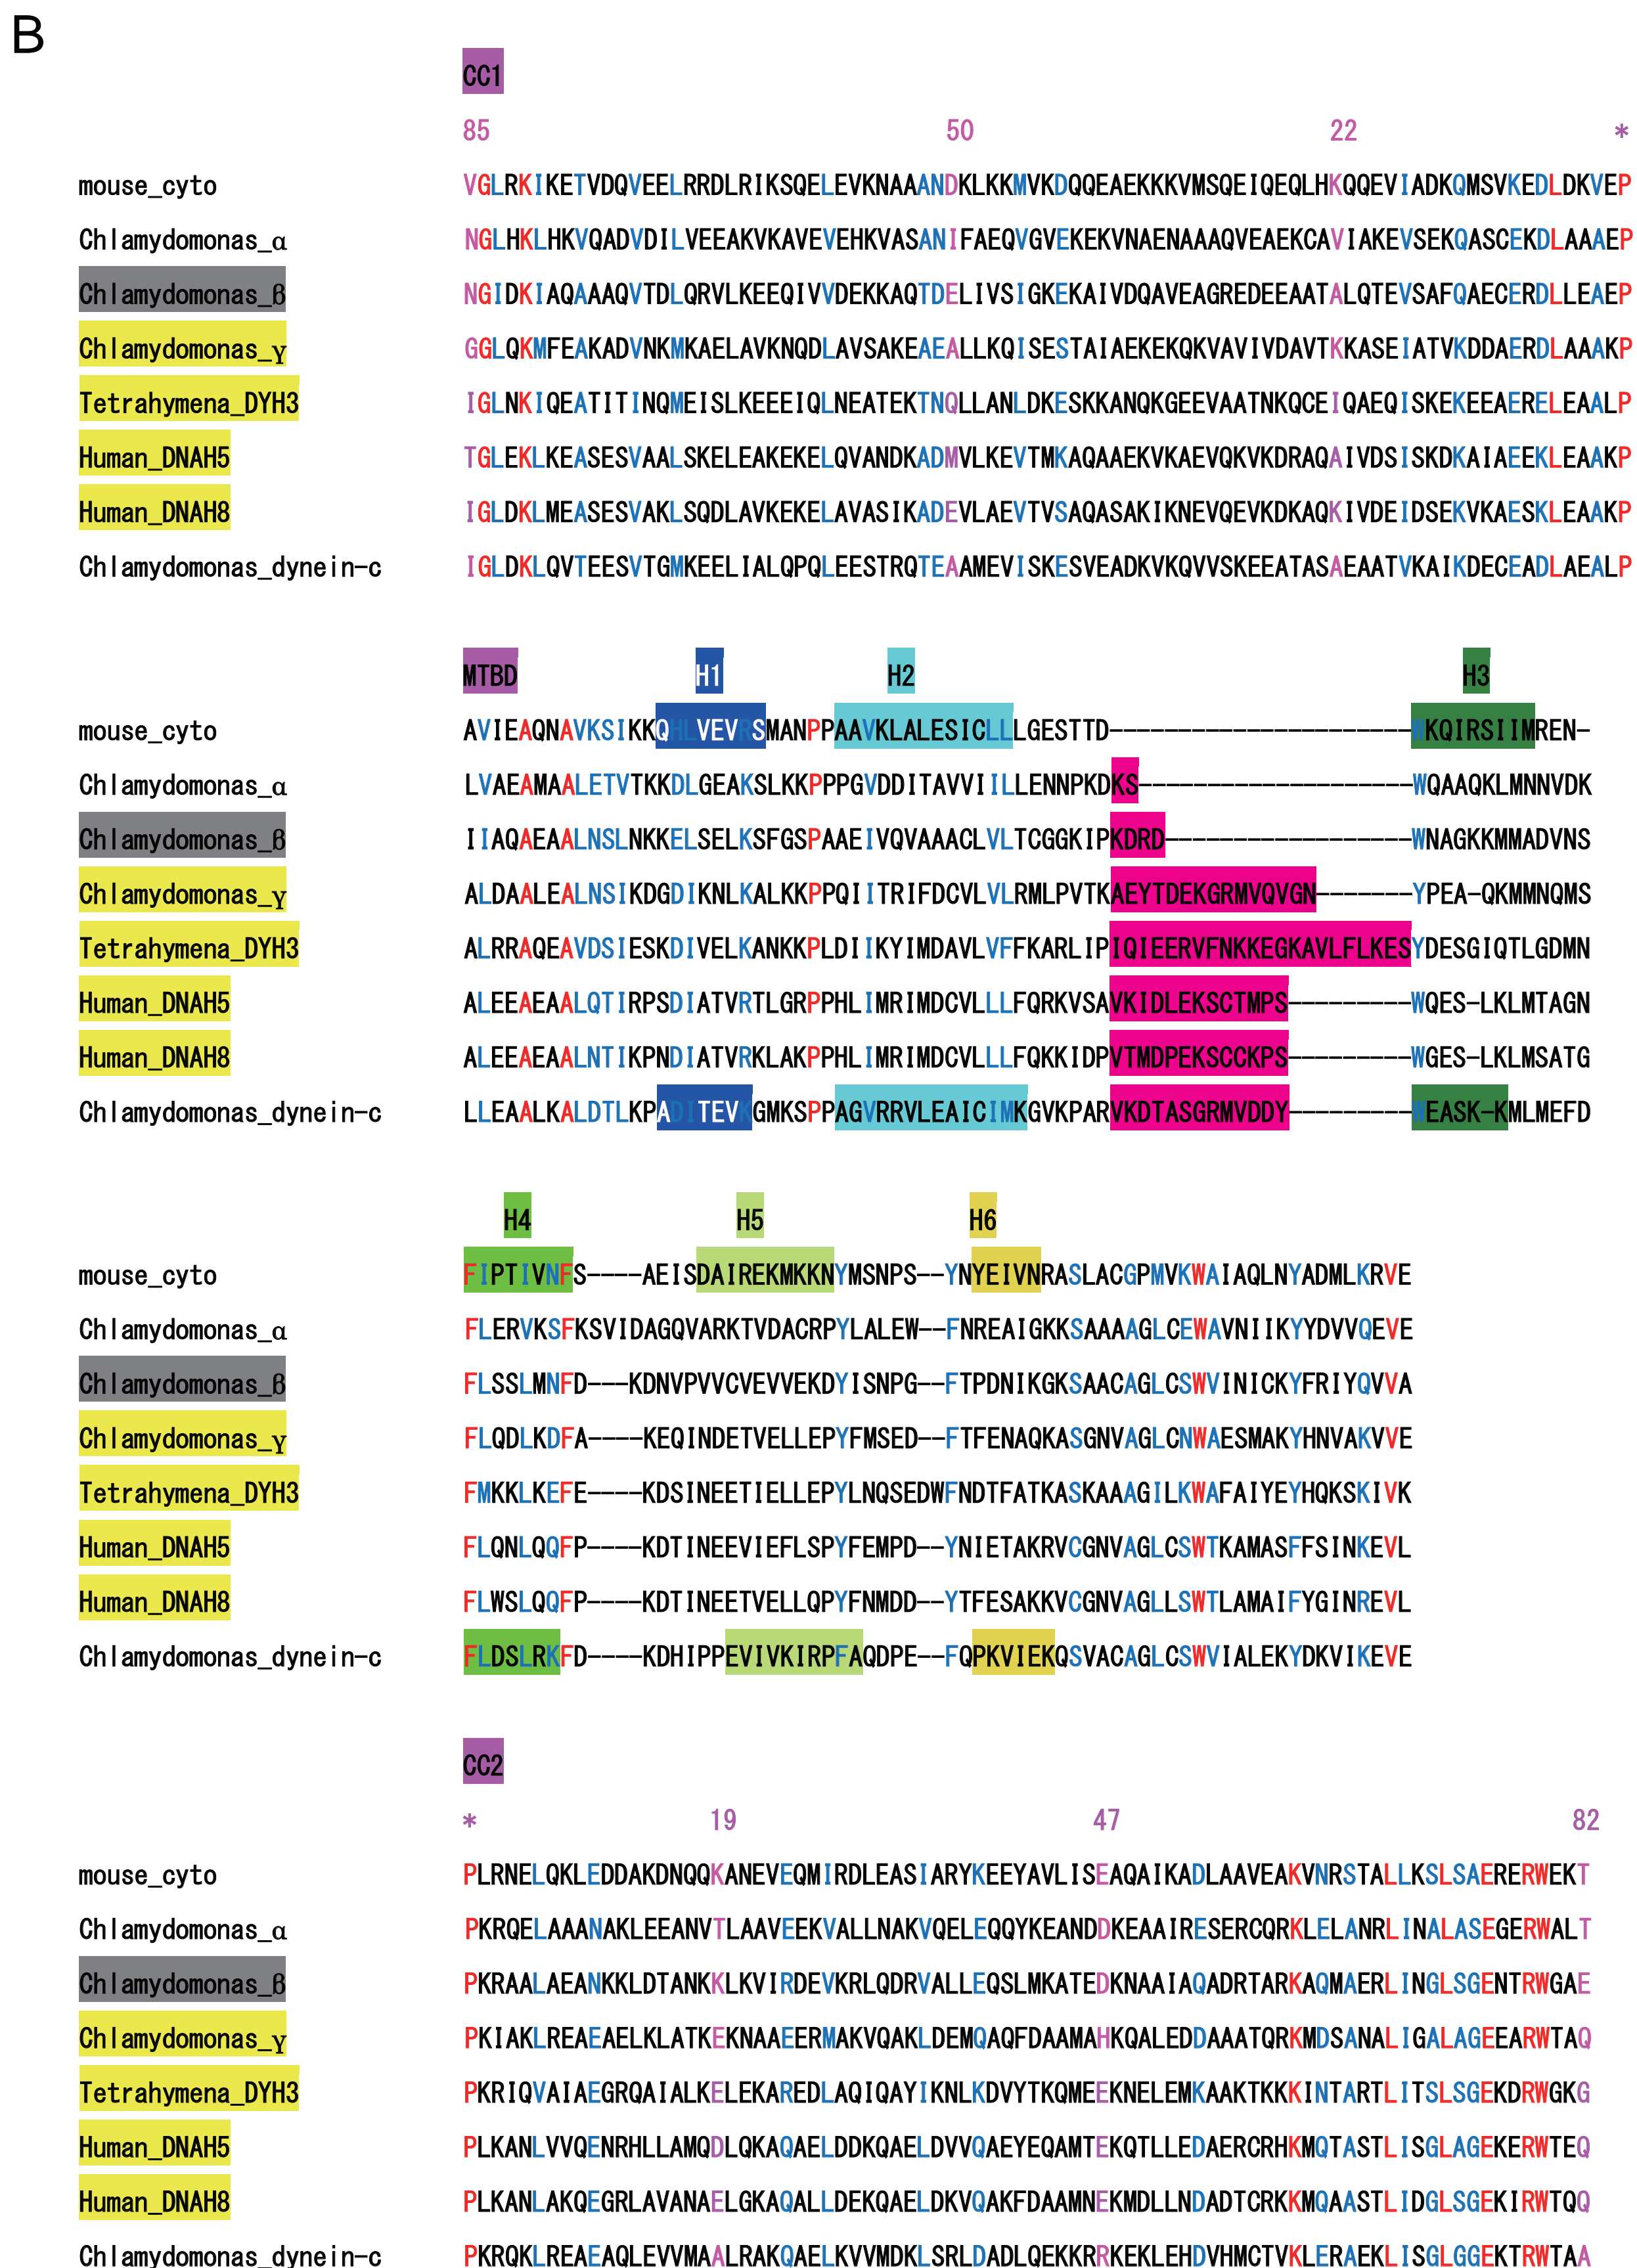 B
CC1
85 50 22 *
mouse_cyto VGLRKIKETVDQVEELRRDLRIKSQELEVKNAAANDKLKKMVKDQQEAEKKKVMSQEIQEQLHKQQEVIADKQMSVKEDLDKVEP
Chlamydomonas_α NGLHKLHKVQADVDILVEEAKVKAVEVEHKVASANIFAEQVGVEKEKVNAENAAAQVEAEKCAVIAKEVSEKQASCEKDLAAAEP
Chlamydomonas_β NGIDKIAQAAAQVTDLQRVLKEEQIVVDEKKAQTDELIVSIGKEKAIVDQAVEAGREDEEAATALQTEVSAFQAECERDLLEAEP
Chlamydomonas_γ GGLQKMFEAKADVNKMKAELAVKNQDLAVSAKEAEALLKQISESTAIAEKEKQKVAVIVDAVTKKASEIATVKDDAERDLAAAKP
Tetrahymena_DYH3 IGLNKIQEATITINQMEISLKEEEIQLNEATEKTNQLLANLDKESKKANQKGEEVAATNKQCEIQAEQISKEKEEAERELEAALP
Human_DNAH5 TGLEKLKEASESVAALSKELEAKEKELQVANDKADMVLKEVTMKAQAAEKVKAEVQKVKDRAQAIVDSISKDKAIAEEKLEAAKP
Human_DNAH8 IGLDKLMEASESVAKLSQDLAVKEKELAVASIKADEVLAEVTVSAQASAKIKNEVQEVKDKAQKIVDEIDSEKVKAESKLEAAKP
Chlamydomonas_dynein-c IGLDKLQVTEESVTGMKEELIALQPQLEESTRQTEAAMEVISKESVEADKVKQVVSKEEATASAEAATVKAIKDECEADLAEALP
MTBD H1 H2 H3
mouse_cyto AVIEAQNAVKSIKKQHLVEVRSMANPPAAVKLALESICLLLGESTTD----------------------WKQIRSIIMREN-
Chlamydomonas_α LVAEAMAALETVTKKDLGEAKSLKKPPPGVDDITAVVIILLENNPKDKS--------------------WQAAQKLMNNVDK
Chlamydomonas_β IIAQAEAALNSLNKKELSELKSFGSPAAEIVQVAAACLVLTCGGKIPKDRD------------------WNAGKKMMADVNS
Chlamydomonas_γ ALDAALEALNSIKDGDIKNLKALKKPPQIITRIFDCVLVLRMLPVTKAEYTDEKGRMVQVGN-------YPEA-QKMMNQMS
Tetrahymena_DYH3 ALRRAQEAVDSIESKDIVELKANKKPLDIIKYIMDAVLVFFKARLIPIQIEERVFNKKEGKAVLFLKESYDESGIQTLGDMN
Human_DNAH5 ALEEAEAALQTIRPSDIATVRTLGRPPHLIMRIMDCVLLLFQRKVSAVKIDLEKSCTMPS---------WQES-LKLMTAGN
Human_DNAH8 ALEEAEAALNTIKPNDIATVRKLAKPPHLIMRIMDCVLLLFQKKIDPVTMDPEKSCCKPS---------WGES-LKLMSATG
Chlamydomonas_dynein-c LLEAALKALDTLKPADITEVKGMKSPPAGVRRVLEAICIMKGVKPARVKDTASGRMVDDY---------WEASK-KMLMEFD
H4 H5 H6
mouse_cyto FIPTIVNFS----AEISDAIREKMKKNYMSNPS--YNYEIVNRASLACGPMVKWAIAQLNYADMLKRVE
Chlamydomonas_α FLERVKSFKSVIDAGQVARKTVDACRPYLALEW--FNREAIGKKSAAAAGLCEWAVNIIKYYDVVQEVE
Chlamydomonas_β FLSSLMNFD---KDNVPVVCVEVVEKDYISNPG--FTPDNIKGKSAACAGLCSWVINICKYFRIYQVVA
Chlamydomonas_γ FLQDLKDFA----KEQINDETVELLEPYFMSED--FTFENAQKASGNVAGLCNWAESMAKYHNVAKVVE
Tetrahymena_DYH3 FMKKLKEFE----KDSINEETIELLEPYLNQSEDWFNDTFATKASKAAAGILKWAFAIYEYHQKSKIVK
Human_DNAH5 FLQNLQQFP----KDTINEEVIEFLSPYFEMPD--YNIETAKRVCGNVAGLCSWTKAMASFFSINKEVL
Human_DNAH8 FLWSLQQFP----KDTINEETVELLQPYFNMDD--YTFESAKKVCGNVAGLLSWTLAMAIFYGINREVL
Chlamydomonas_dynein-c FLDSLRKFD----KDHIPPEVIVKIRPFAQDPE--FQPKVIEKQSVACAGLCSWVIALEKYDKVIKEVE
CC2
* 19 47 82
mouse_cyto PLRNELQKLEDDAKDNQQKANEVEQMIRDLEASIARYKEEYAVLISEAQAIKADLAAVEAKVNRSTALLKSLSAERERWEKT
Chlamydomonas_α PKRQELAAANAKLEEANVTLAAVEEKVALLNAKVQELEQQYKEANDDKEAAIRESERCQRKLELANRLINALASEGERWALT
Chlamydomonas_β PKRAALAEANKKLDTANKKLKVIRDEVKRLQDRVALLEQSLMKATEDKNAAIAQADRTARKAQMAERLINGLSGENTRWGAE
Chlamydomonas_γ PKIAKLREAEAELKLATKEKNAAEERMAKVQAKLDEMQAQFDAAMAHKQALEDDAAATQRKMDSANALIGALAGEEARWTAQ
Tetrahymena_DYH3 PKRIQVAIAEGRQAIALKELEKAREDLAQIQAYIKNLKDVYTKQMEEKNELEMKAAKTKKKINTARTLITSLSGEKDRWGKG
Human_DNAH5 PLKANLVVQENRHLLAMQDLQKAQAELDDKQAELDVVQAEYEQAMTEKQTLLEDAERCRHKMQTASTLISGLAGEKERWTEQ
Human_DNAH8 PLKANLAKQEGRLAVANAELGKAQALLDEKQAELDKVQAKFDAAMNEKMDLLNDADTCRKKMQAASTLIDGLSGEKIRWTQQ
Chlamydomonas_dynein-c PKRQKLREAEAQLEVVMAALRAKQAELKVVMDKLSRLDADLQEKKRRKEKLEHDVHMCTVKLERAEKLISGLGGEKTRWTAA